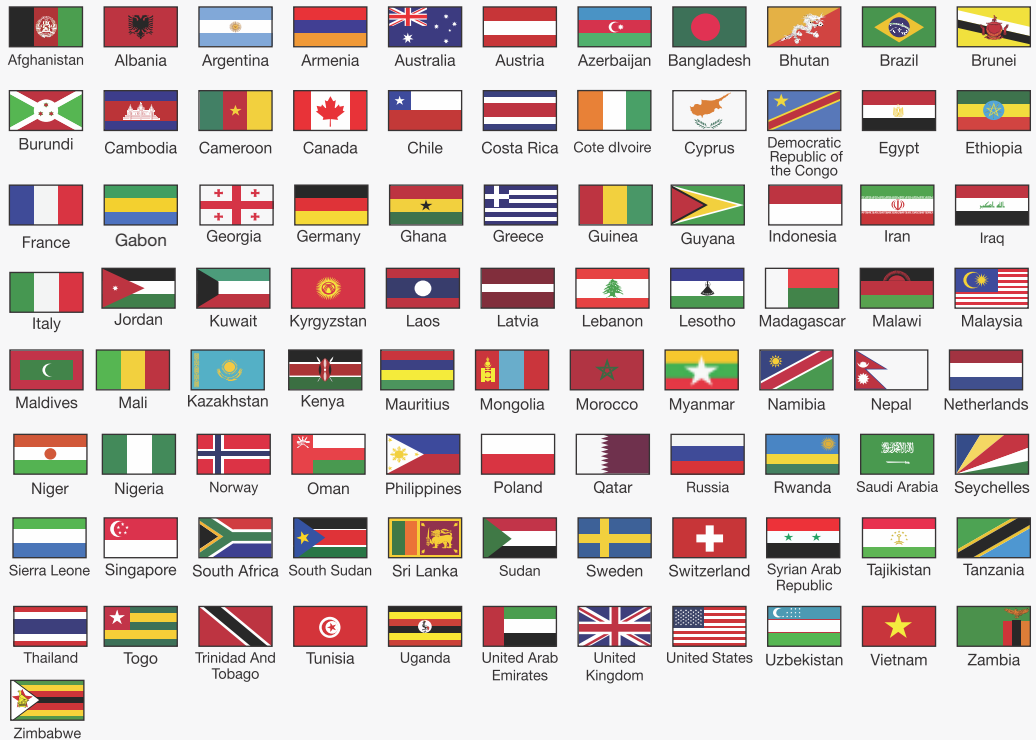 Afghanistan Albania Argentina Armenia Australia Austria Azerbaijan Bangladesh Bhutan Brazil Brunei
Burundi Cambodia Cameroon Canada Chile Costa Rica Cote dIvoire Cyprus Democratic Egypt Ethiopia
Republic of
the Congo
France Gabon Georgia Germany Ghana Greece Guinea Guyana Indonesia Iran Iraq
Italy Jordan Kuwait Kyrgyzstan Laos Latvia Lebanon Lesotho Madagascar Malawi Malaysia
Maldives Mali Kazakhstan Kenya Mauritius Mongolia Morocco Myanmar Namibia Nepal Netherlands
Niger Nigeria Norway Oman Philippines Poland Qatar Russia Rwanda Saudi Arabia Seychelles
Sierra Leone Singapore South Africa South Sudan Sri Lanka Sudan Sweden Switzerland Syrian Arab Tajikistan Tanzania
Republic
Thailand Togo Trinidad And Tunisia Uganda United Arab United United States Uzbekistan Vietnam Zambia
Tobago Emirates Kingdom
Zimbabwe